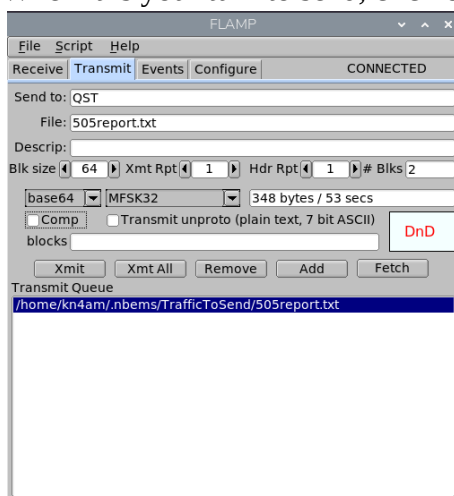 FLAMP
File Script Help
Receive Transmit Events Configure CONNECTED
Send to: QST
File: 505report.txt
Descrip:
Blk size 64 Xmt Rpt 1 Hdr Rpt 1 # Blks 2
base64 MFSK32 348 bytes / 53 secs
Comp Transmit unproto (plain text, 7 bit ASCII) DnD
blocks
Xmit Xmt All Remove Add Fetch
Transmit Queue
/home/kn4am/.nbems/TrafficToSend/505report.txt